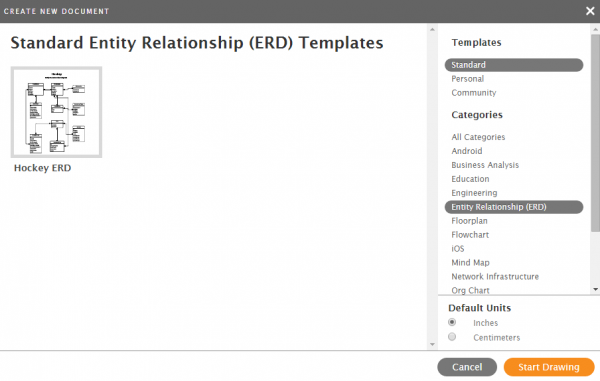 CREATE NEW DOCUMENT
Standard Entity Relationship (ERD) Templates
Hockey ERD
Templates
Standard
Personal
Community
Categories
All Categories
Android
Business Analysis
Education
Engineering
Entity Relationship (ERD)
Floorplan
Flowchart
iOS
Mind Map
Network Infrastructure
Org Chart
Default Units
Inches
Centimeters
Cancel
Start Drawing